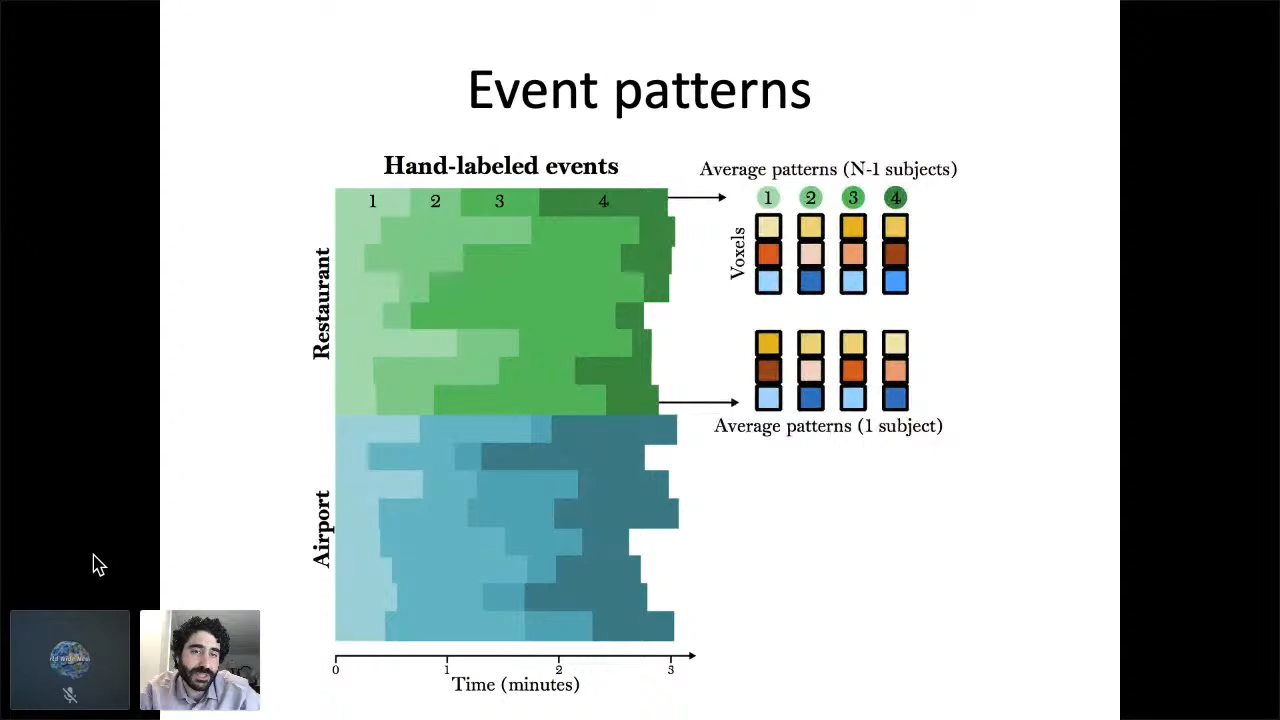 Event patterns
Hand-labeled events
Average patterns (N-1 subjects)
1 2 3 4
1 2 3 4
Restaurant
Voxels
Average patterns (1 subject)
Airport
0 1 2 3
Time (minutes)